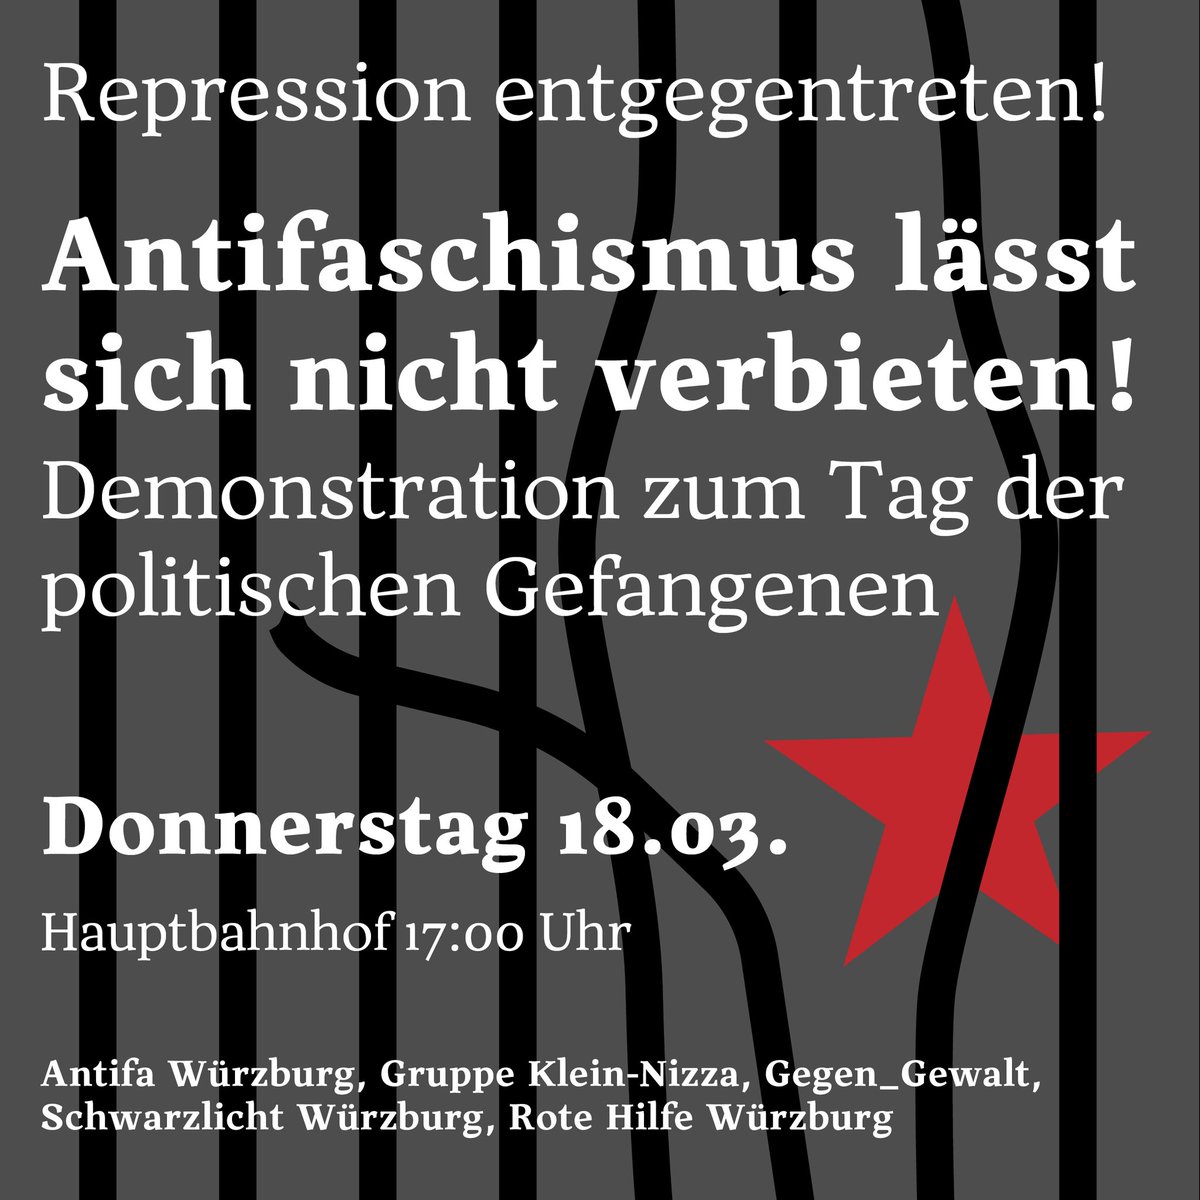 Repression entgegentreten!
Antifaschismus lässt
sich nicht verbieten!
Demonstration zum Tag der
politischen Gefangenen
Donnerstag 18.03.
Hauptbahnhof 17:00 Uhr
Antifa Würzburg, Gruppe Klein-Nizza, Gegen_Gewalt,
Schwarzlicht Würzburg, Rote Hilfe Würzburg